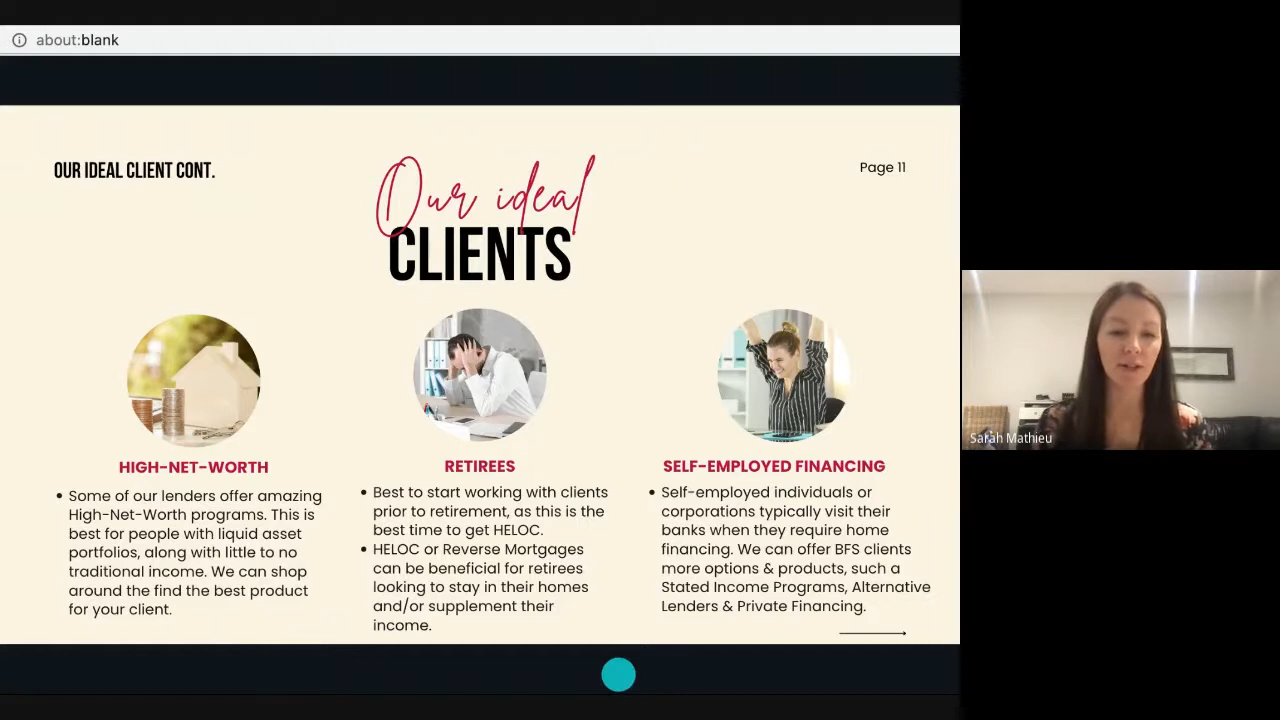 about:blank
OUR IDEAL CLIENT CONT.
Page 11
Our ideal
CLIENTS
HIGH-NET-WORTH
• Some of our lenders offer amazing
High-Net-Worth programs. This is
best for people with liquid asset
portfolios, along with little to no
traditional income. We can shop
around the find the best product
for your client.
RETIREES
• Best to start working with clients
prior to retirement, as this is the
best time to get HELOC.
• HELOC or Reverse Mortgages
can be beneficial for retirees
looking to stay in their homes
and/or supplement their
income.
SELF-EMPLOYED FINANCING
• Self-employed individuals or
corporations typically visit their
banks when they require home
financing. We can offer BFS clients
more options & products, such a
Stated Income Programs, Alternative
Lenders & Private Financing.
Sarah Mathieu